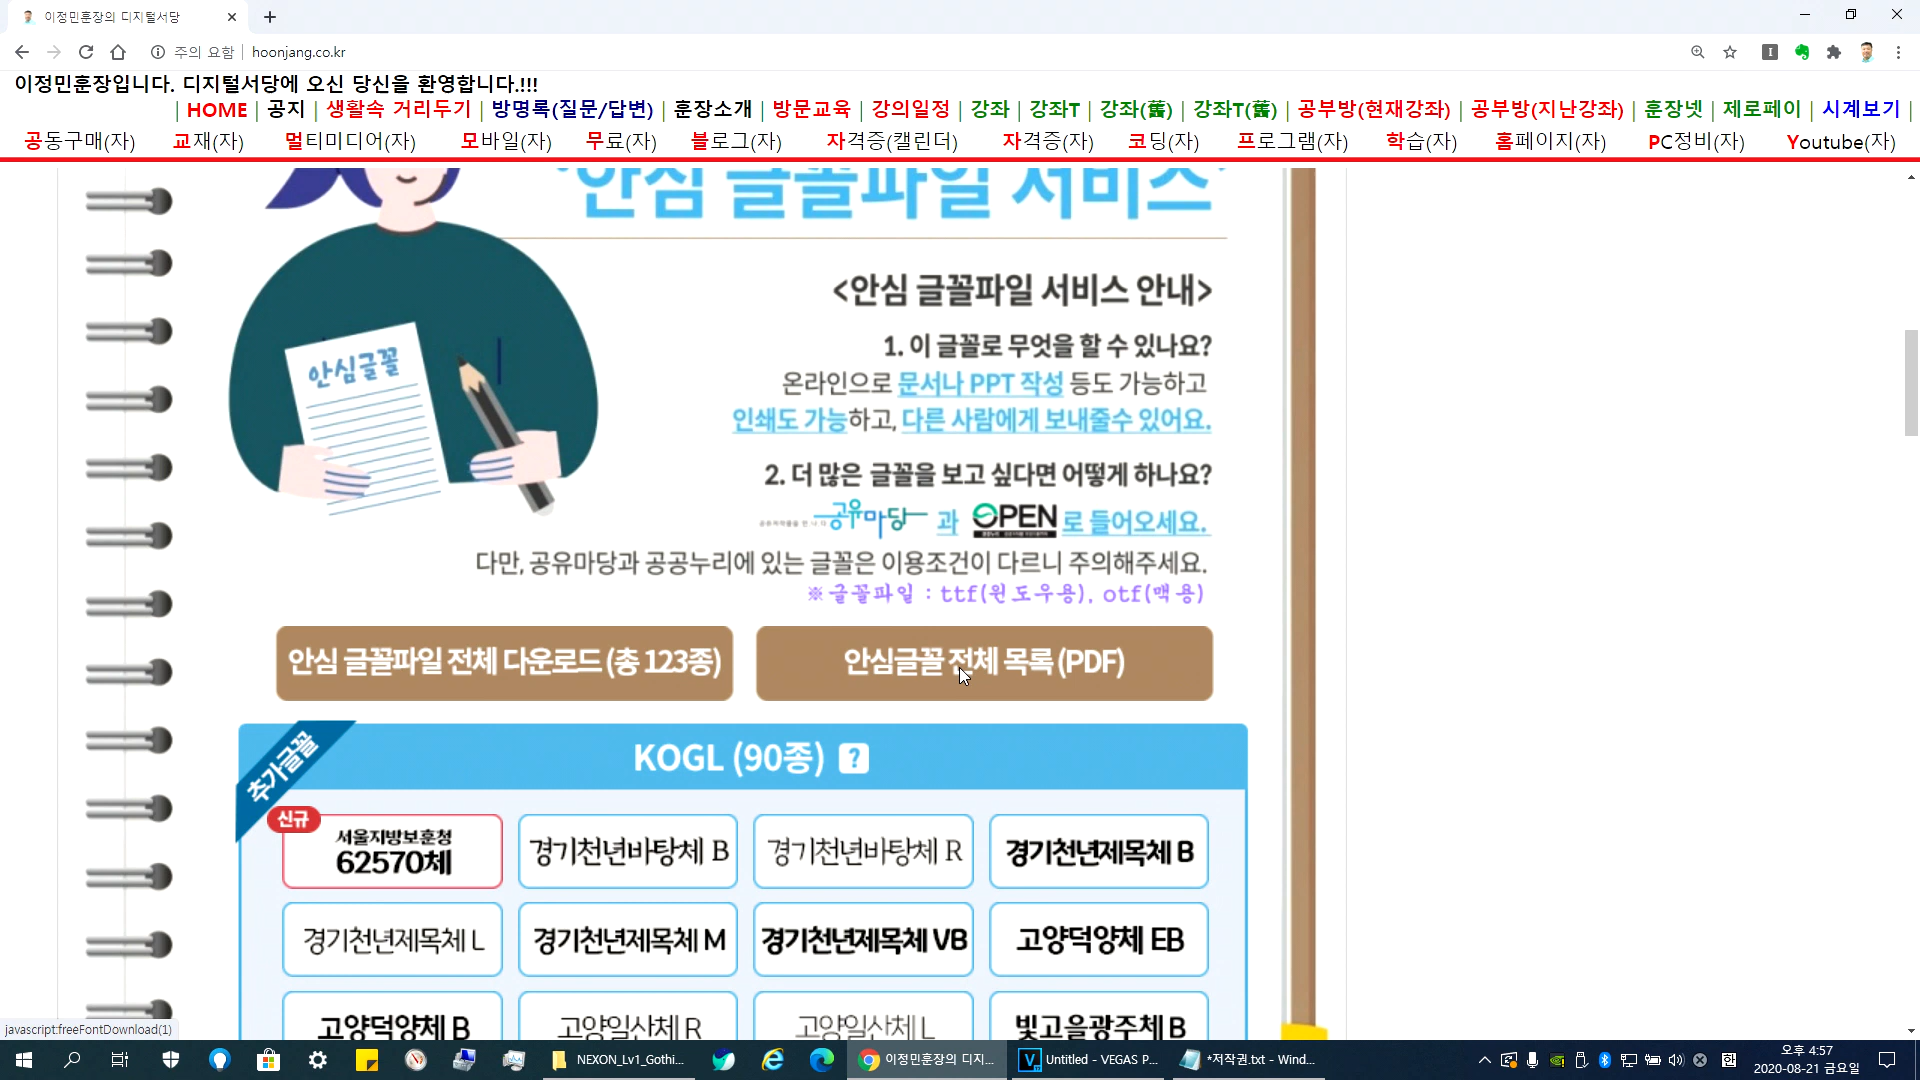 이정민훈장의 디지털서당
주의 요함 hoonjang.co.kr
이정민훈장입니다. 디지털서당에 오신 당신을 환영합니다.!!!
| HOME | 공지 | 생활속 거리두기 | 방명록(질문/답변) | 훈장소개 | 방문교육 | 강의일정 | 강좌 | 강좌T | 강좌(舊) | 강좌T(舊) | 공부방(현재강좌) | 공부방(지난강좌) | 훈장넷 | 제로페이 | 시계보기 |
공동구매(자) 교재(자) 멀티미디어(자) 모바일(자) 무료(자) 블로그(자) 자격증(캘린더) 자격증(자) 코딩(자) 프로그램(자) 학습(자) 홈페이지(자) PC정비(자) Youtube(자)
'안심 글꼴파일 서비스'
<안심 글꼴파일 서비스 안내>
안심글꼴
1. 이 글꼴로 무엇을 할 수 있나요?
온라인으로 문서나 PPT 작성 등도 가능하고
인쇄도 가능하고, 다른 사람에게 보내줄수 있어요.
2. 더 많은 글꼴을 보고 싶다면 어떻게 하나요?
공유마당 과 OPEN 로 들어오세요.
다만, 공유마당과 공공누리에 있는 글꼴은 이용조건이 다르니 주의해주세요.
※글꼴파일 : ttf(윈도우용), otf(맥용)
안심 글꼴파일 전체 다운로드 (총 123종) 안심글꼴 전체 목록 (PDF)
추가글꼴
KOGL (90종) ?
신규
서울지방보훈청
62570체 경기천년바탕체 B 경기천년바탕체 R 경기천년제목체 B
경기천년제목체 L 경기천년제목체 M 경기천년제목체 VB 고양덕양체 EB
고양덕양체 B 고양일산체 R 고양일산체 L 빛고을광주체 B
javascript:freeFontDownload(1)
NEXON_Lv1_Gothi... 이정민훈장의 디지... Untitled - VEGAS P... *저작권.txt - Wind... 한 오후 4:57
2020-08-21 금요일